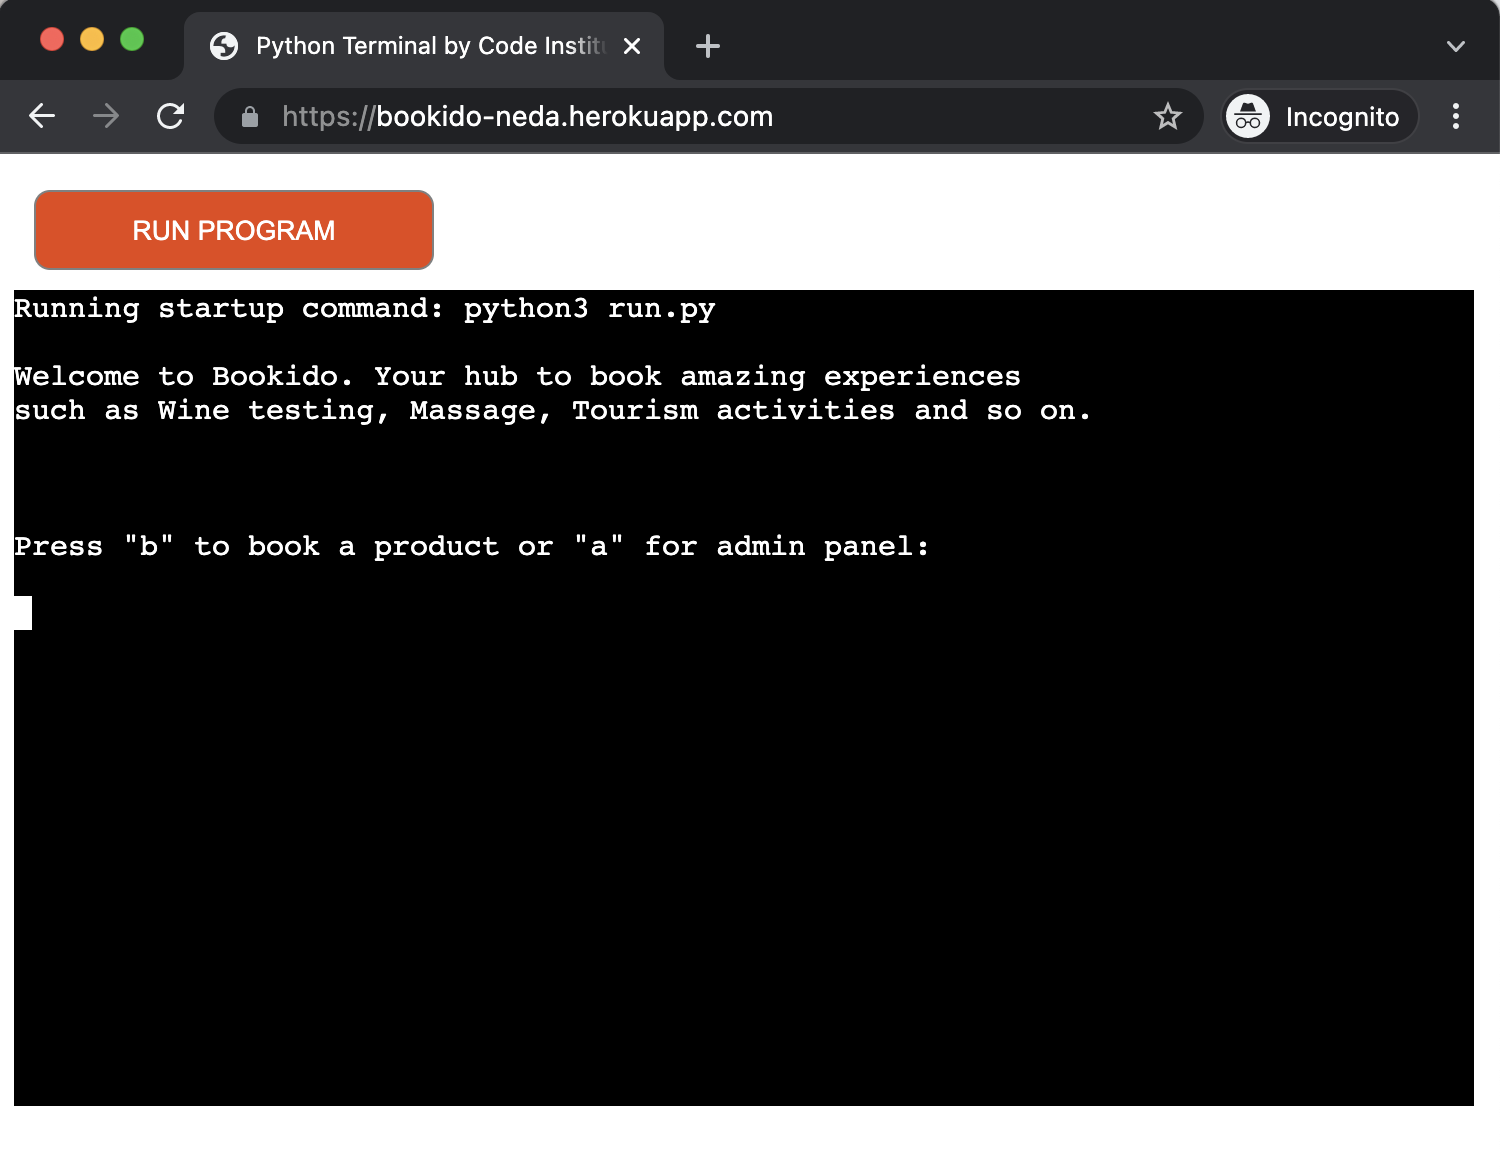 Python Terminal by Code Instit
https://bookido-neda.herokuapp.com
Incognito
RUN PROGRAM
Running startup command: python3 run.py
Welcome to Bookido. Your hub to book amazing experiences
such as Wine testing, Massage, Tourism activities and so on.
Press "b" to book a product or "a" for admin panel: